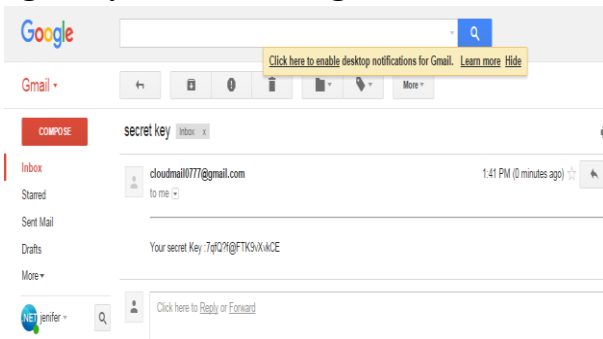 Google
Click here to enable desktop notifications for Gmail. Learn more Hide
Gmail
More
COMPOSE
secret key Inbox x
Inbox
cloudmail0777@gmail.com 1:41 PM (0 minutes ago)
to me
Starred
Sent Mail
Drafts
Your secret Key :7qfQ?f@FTK9vXvkCE
More
NET jenifer
Click here to Reply or Forward